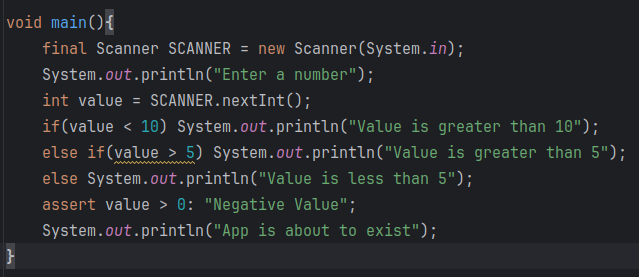 void main(){
final Scanner SCANNER = new Scanner(System.in);
System.out.println("Enter a number");
int value = SCANNER.nextInt();
if(value < 10) System.out.println("Value is greater than 10");
else if(value > 5) System.out.println("Value is greater than 5");
else System.out.println("Value is less than 5");
assert value > 0: "Negative Value";
System.out.println("App is about to exist");
}